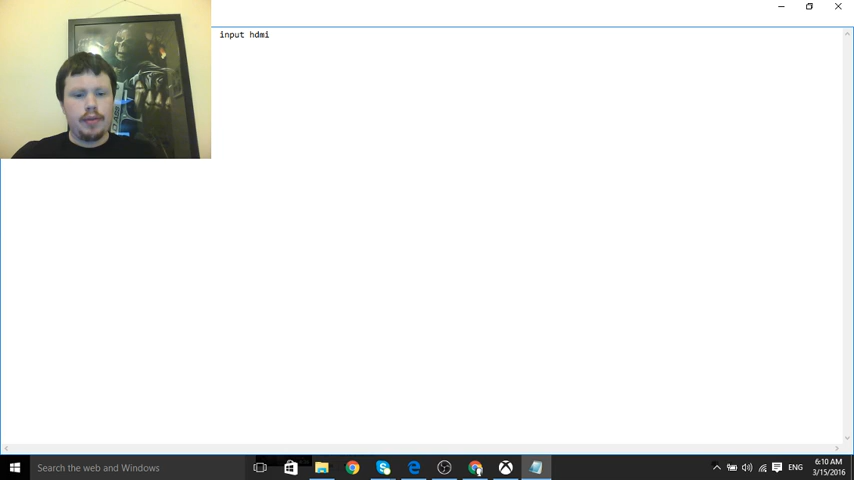 input hdmi
Search the web and Windows
ENG
6:10 AM
3/15/2016